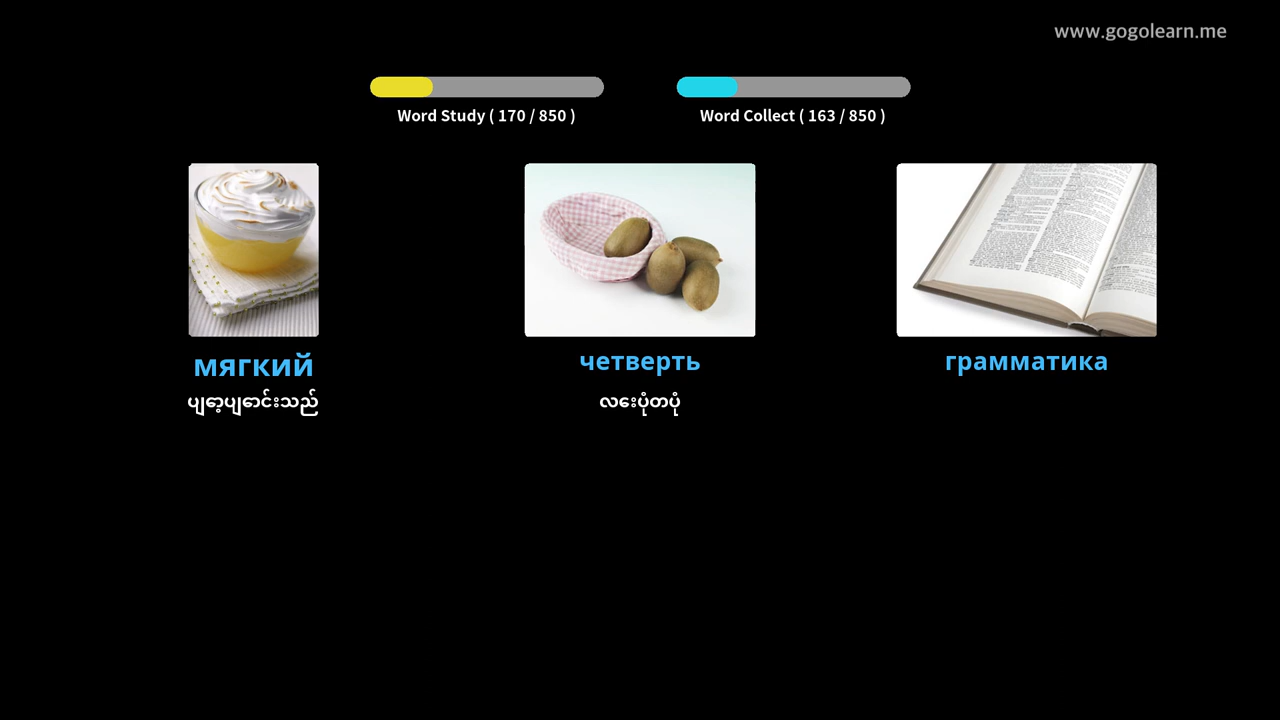 www.gogolearn.me
Word Study ( 170 / 850 )
Word Collect ( 163 / 850 )
мягкий
четверть
грамматика
ပျော့ပျောင်းသည်
လေးပုံတပုံ